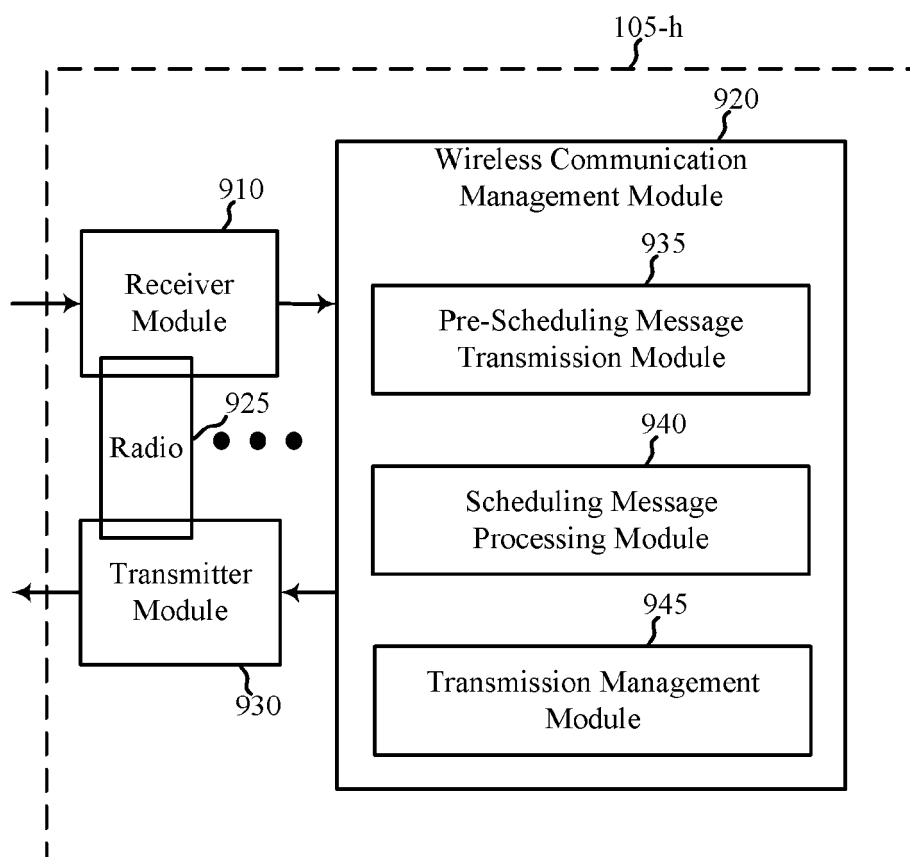 105-h
920
Wireless Communication
Management Module
910
Receiver
Module
935
Pre-Scheduling Message
Transmission Module
925
Radio
940
Scheduling Message
Processing Module
Transmitter
Module
930
945
Transmission Management
Module